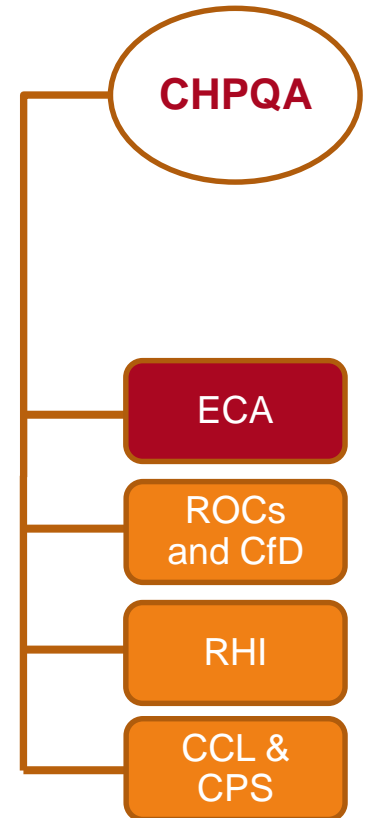 CHPQA
ECA
ROCs
and CfD
RHI
CCL &
CPS